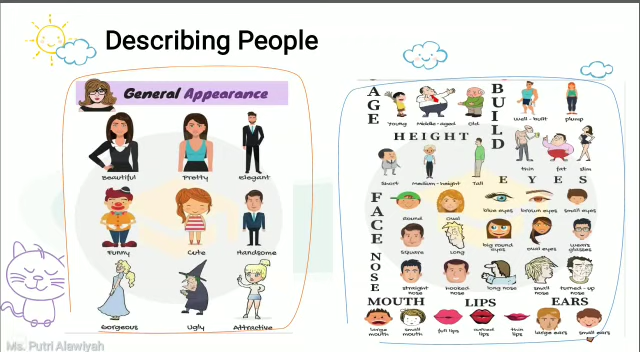 Describing People
General Appearance
Beautiful
Pretty
Elegant
Funny
Cute
Handsome
Gorgeous
Ugly
Attractive
AGE
Young
Middle-aged
Old
BUILD
well-built
plump
thin
fat
slim
HEIGHT
Short
Medium-height
Tall
EYES
blue eyes
brown eyes
small eyes
big round eyes
oval eyes
wears glasses
FACE
round
oval
square
long
NOSE
straight nose
hooked nose
long nose
small nose
turned-up nose
MOUTH
large mouth
small mouth
LIPS
full lips
curved lips
thin lips
EARS
large ears
small ears
Ms. Putri Alawiyah